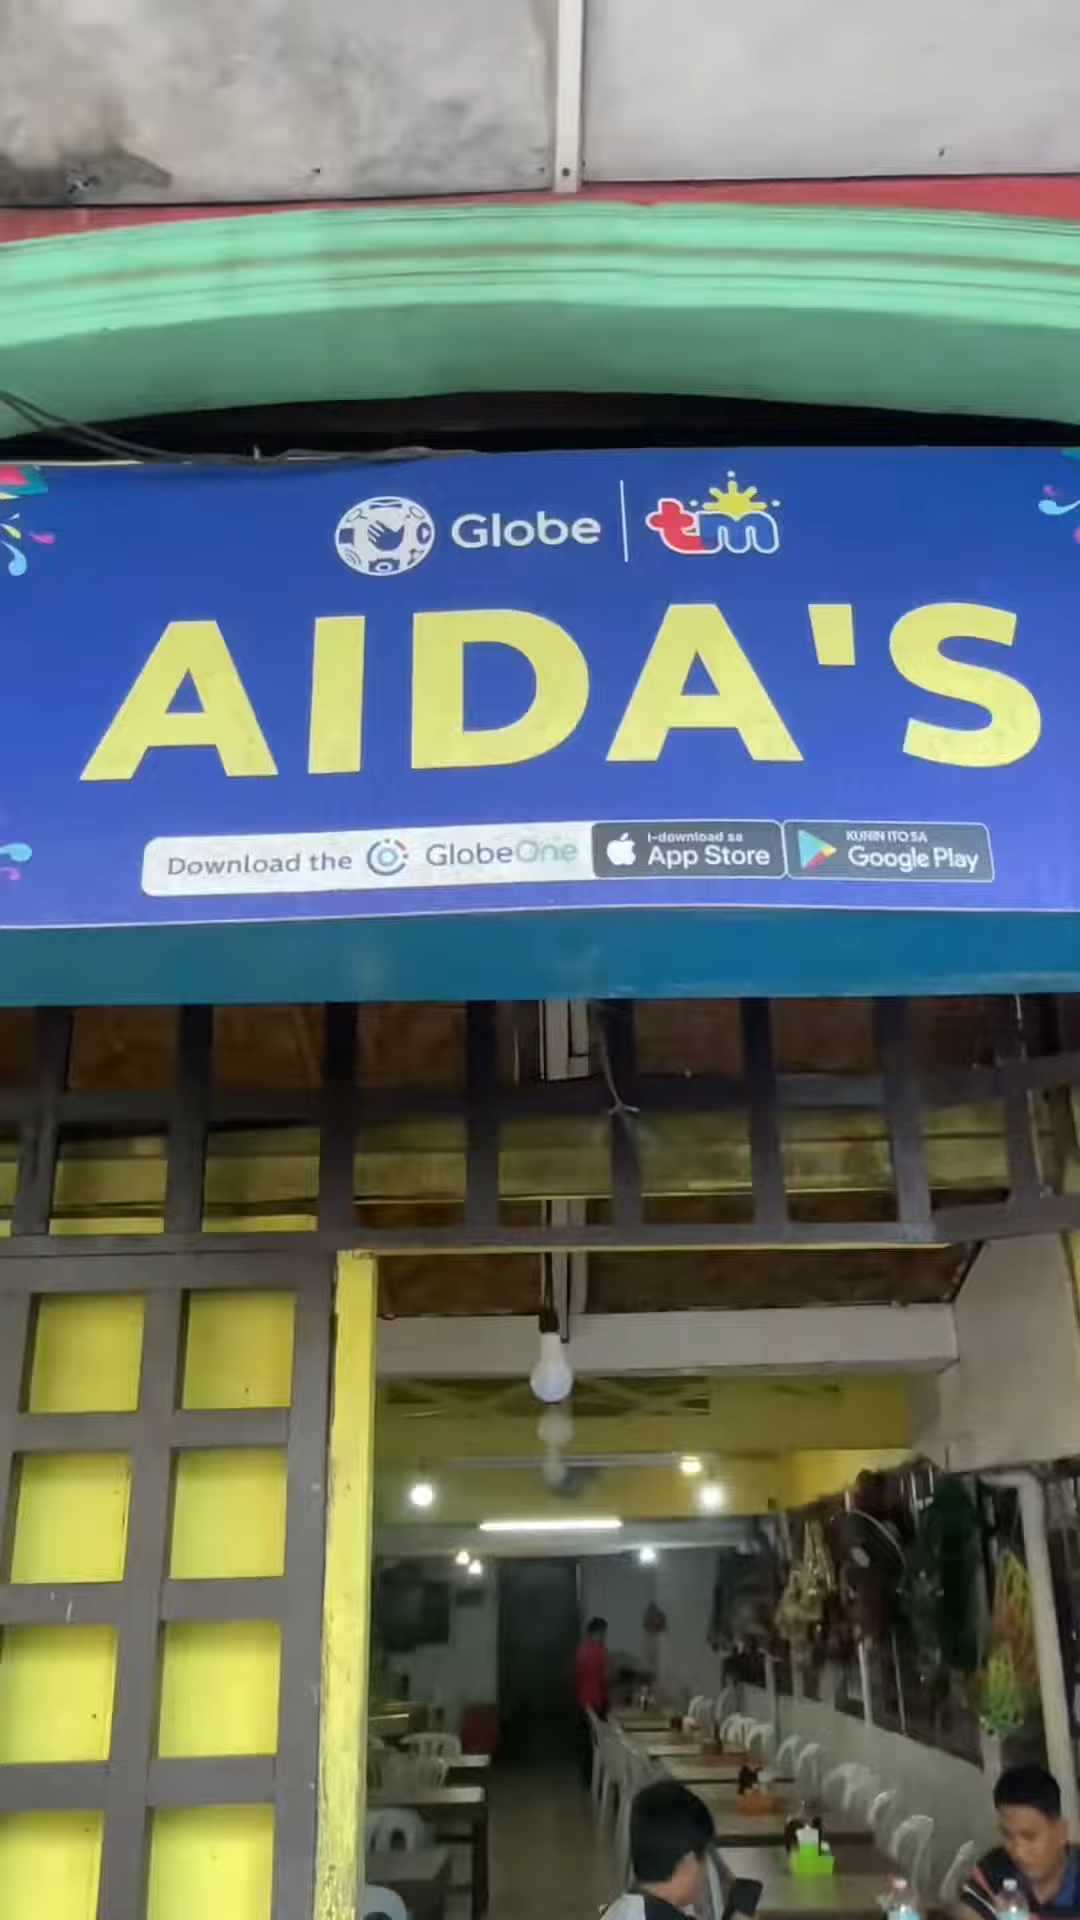 Globe | tm
AIDA'S
Download the GlobeOne
I-download sa
App Store
KUNIN ITO SA
Google Play